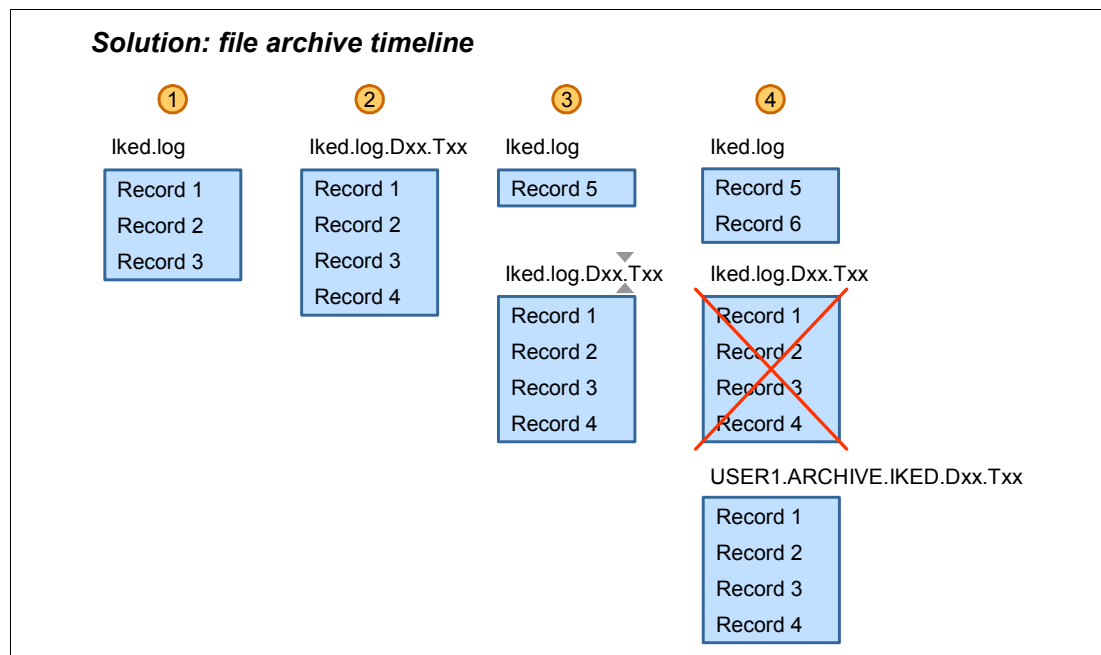 Solution: file archive timeline
1
2
3
4
Iked.log
Record 1
Record 2
Record 3
Iked.log.Dxx.Txx
Record 1
Record 2
Record 3
Record 4
Iked.log
Record 5
Iked.log.Dxx.Txx
Record 1
Record 2
Record 3
Record 4
Iked.log
Record 5
Record 6
Iked.log.Dxx.Txx
Record 1
Record 2
Record 3
Record 4
USER1.ARCHIVE.IKED.Dxx.Txx
Record 1
Record 2
Record 3
Record 4